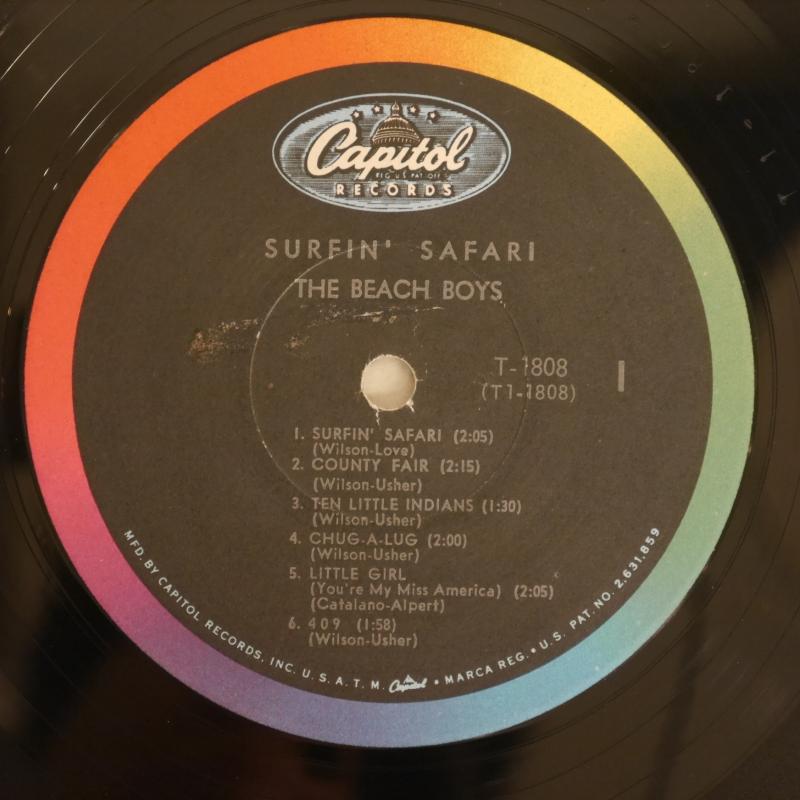 Capitol
REG. U.S. PAT. OFF.
RECORDS
SURFIN' SAFARI
THE BEACH BOYS
T-1808
(T1-1808)
1
1. SURFIN' SAFARI (2:05)
(Wilson-Love)
2. COUNTY FAIR (2:15)
(Wilson-Usher)
3. TEN LITTLE INDIANS (1:30)
(Wilson-Usher)
4. CHUG-A-LUG (2:00)
(Wilson-Usher)
5. LITTLE GIRL
(You're My Miss America) (2:05)
(Catalano-Alpert)
6. 409 (1:58)
(Wilson-Usher)
MFD. BY CAPITOL RECORDS, INC. U. S. A. T. M. Capitol • MARCA REG. • U.S. PAT. NO. 2,631,859